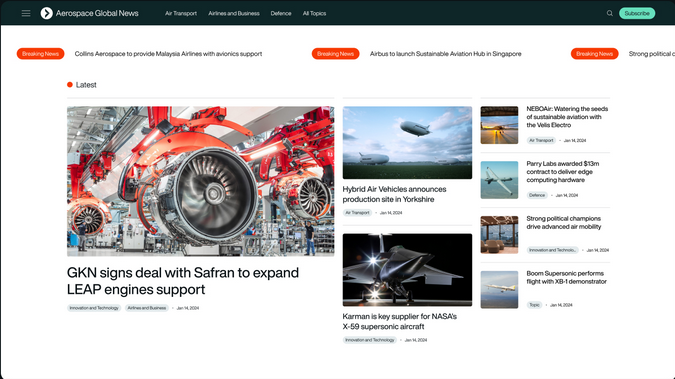 Aerospace Global News
Air Transport
Airlines and Business
Defence
All Topics
Subscribe
Breaking News
Collins Aerospace to provide Malaysia Airlines with avionics support
Breaking News
Airbus to launch Sustainable Aviation Hub in Singapore
Breaking News
Strong political c
Latest
GKN signs deal with Safran to expand
LEAP engines support
Innovation and Technology
Airlines and Business
Jan 14, 2024
Hybrid Air Vehicles announces
production site in Yorkshire
Air Transport
Jan 14, 2024
Karman is key supplier for NASA's
X-59 supersonic aircraft
Innovation and Technology
Jan 14, 2024
NEBOAir: Watering the seeds
of sustainable aviation with
the Velis Electro
Air Transport
Jan 14, 2024
Parry Labs awarded $13m
contract to deliver edge
computing hardware
Defence
Jan 14, 2024
Strong political champions
drive advanced air mobility
Innovation and Technolo...
Jan 14, 2024
Boom Supersonic performs
flight with XB-1 demonstrator
Topic
Jan 14, 2024